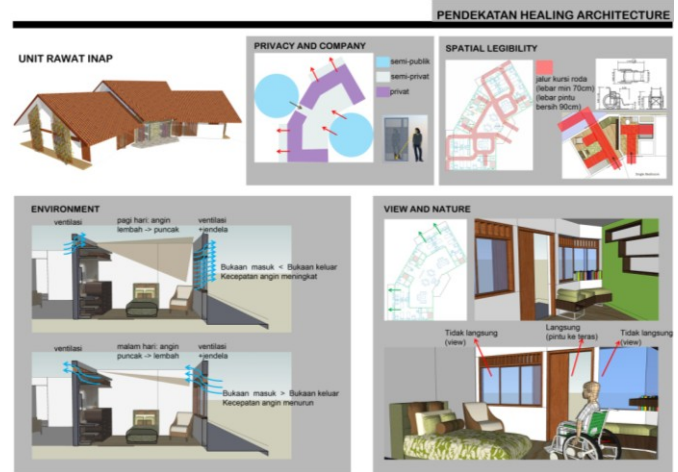 PENDEKATAN HEALING ARCHITECTURE
UNIT RAWAT INAP
PRIVACY AND COMPANY
semi-publik
semi-privat
privat
SPATIAL LEGIBILITY
jalur kursi roda
(lebar min 70cm)
(lebar pintu
bersih 90cm)
ENVIRONMENT
ventilasi
pagi hari: angin
lembah -> puncak
ventilasi
+jendela
Bukaan masuk < Bukaan keluar
Kecepatan angin meningkat
ventilasi
malam hari: angin
puncak -> lembah
ventilasi
+jendela
Bukaan masuk > Bukaan keluar
Kecepatan angin menurun
VIEW AND NATURE
Tidak langsung
(view)
Langsung
(pintu ke teras)
Tidak langsung
(view)